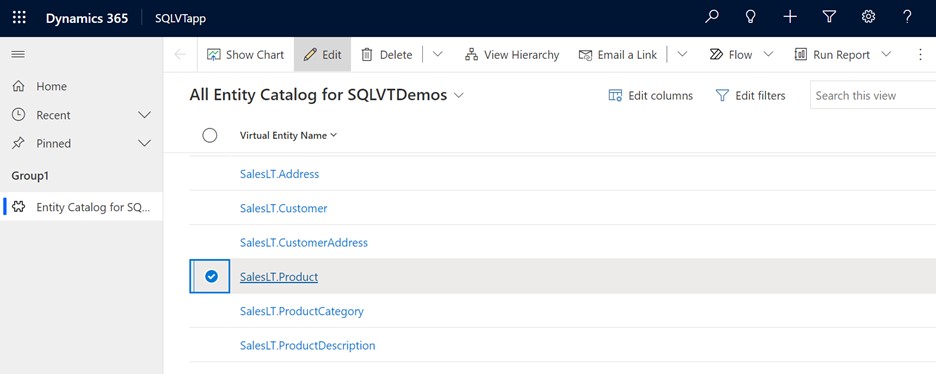 Dynamics 365 SQLVTapp
Show Chart Edit Delete View Hierarchy Email a Link Flow Run Report
Home
Recent
Pinned
Group1
Entity Catalog for SQ...
All Entity Catalog for SQLVTDemos Edit columns Edit filters Search this view
Virtual Entity Name
SalesLT.Address
SalesLT.Customer
SalesLT.CustomerAddress
SalesLT.Product
SalesLT.ProductCategory
SalesLT.ProductDescription